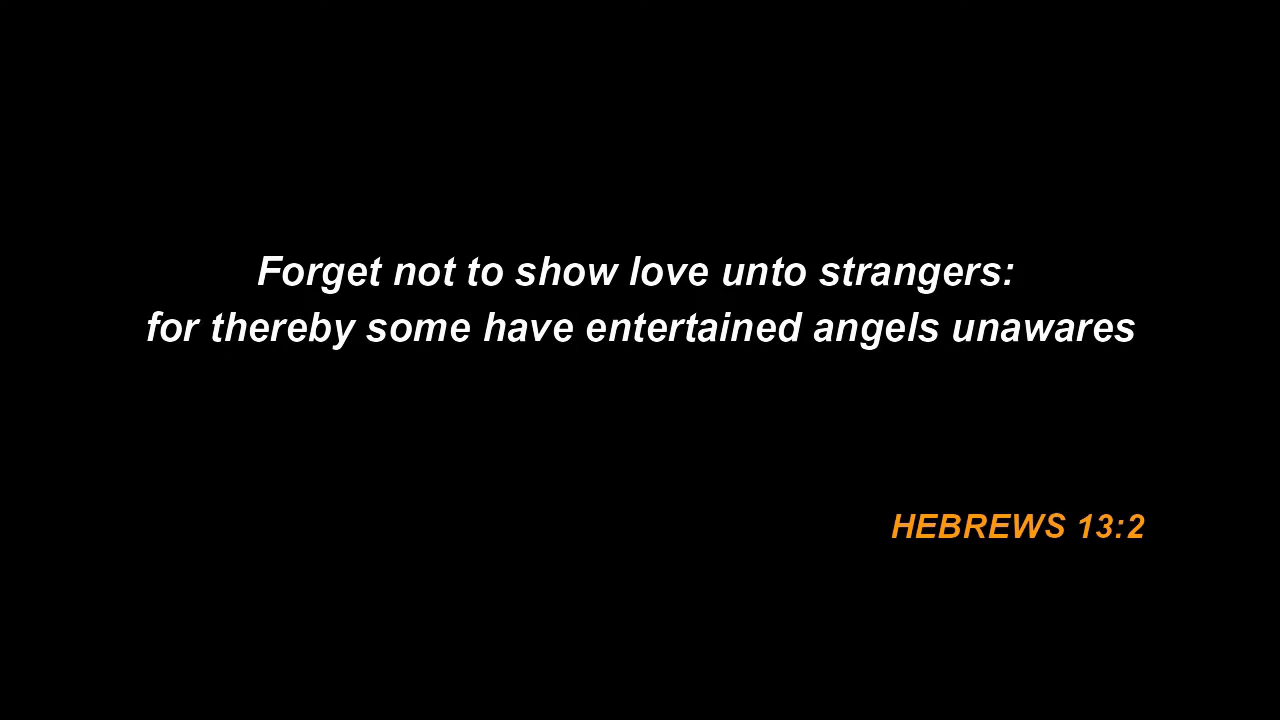 Forget not to show love unto strangers:
for thereby some have entertained angels unawares
HEBREWS 13:2